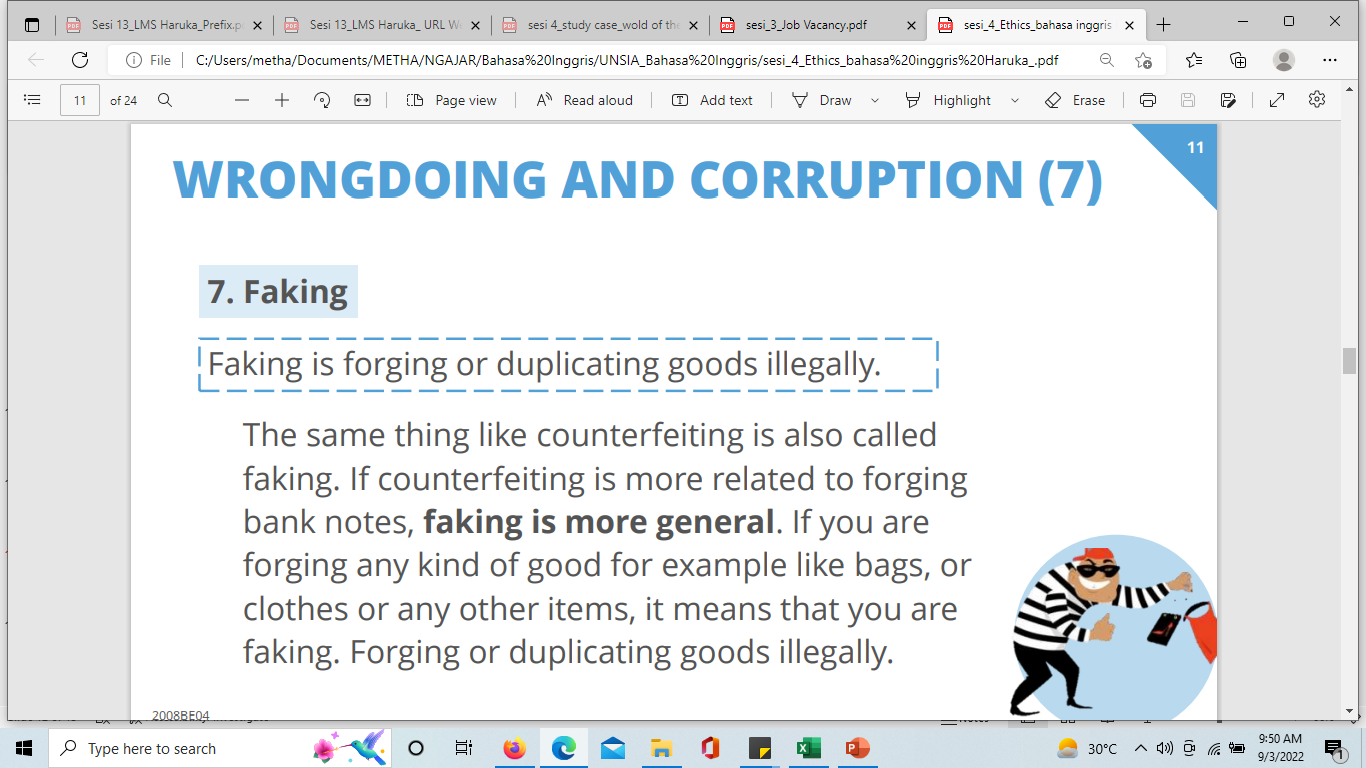 Sesi 13_LMS Haruka_Prefix.p
Sesi 13_LMS Haruka_ URL W
sesi 4_study case_wold of the
sesi_3_Job Vacancy.pdf
sesi_4_Ethics_bahasa inggris
File
C:/Users/metha/Documents/METHA/NGAJAR/Bahasa%20Inggris/UNSIA_Bahasa%20Inggris/sesi_4_Ethics_bahasa%20inggris%20Haruka_.pdf
11 of 24
Page view
Read aloud
Add text
Draw
Highlight
Erase
11
WRONGDOING AND CORRUPTION (7)
7. Faking
Faking is forging or duplicating goods illegally.
The same thing like counterfeiting is also called
faking. If counterfeiting is more related to forging
bank notes, faking is more general. If you are
forging any kind of good for example like bags, or
clothes or any other items, it means that you are
faking. Forging or duplicating goods illegally.
2008BE04
Type here to search
30°C
9:50 AM
9/3/2022
1